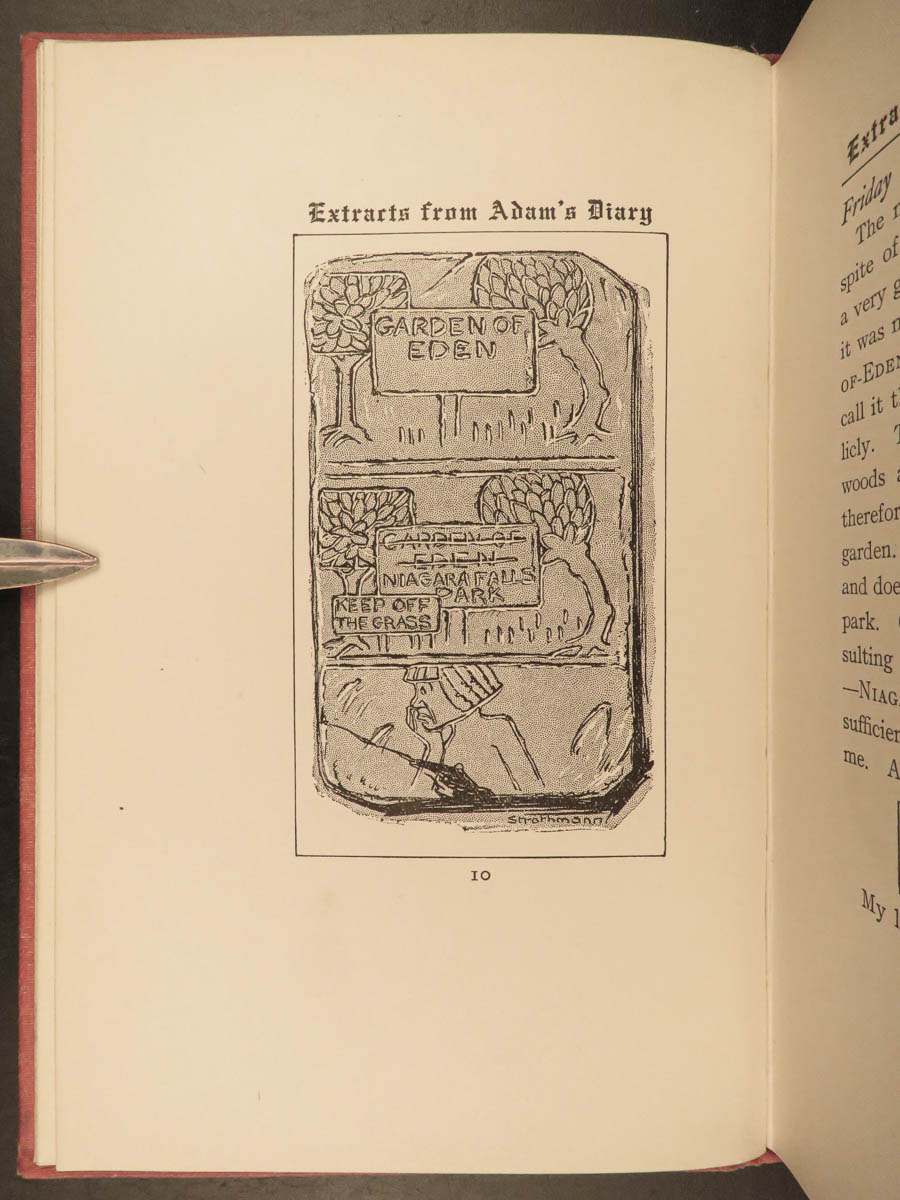 Extracts from Adam's Diary
GARDEN OF
EDEN
GARDEN OF
EDEN
NIAGARA FALLS
PARK
KEEP OFF
THE GRASS
Strothmann
10
Extra
Friday
The
spite of
a very g
it was n
OF-EDEN
call it t
licly. T
woods a
therefor
garden.
and doe
park.
sulting
—NIAG
sufficien
me. A
My l